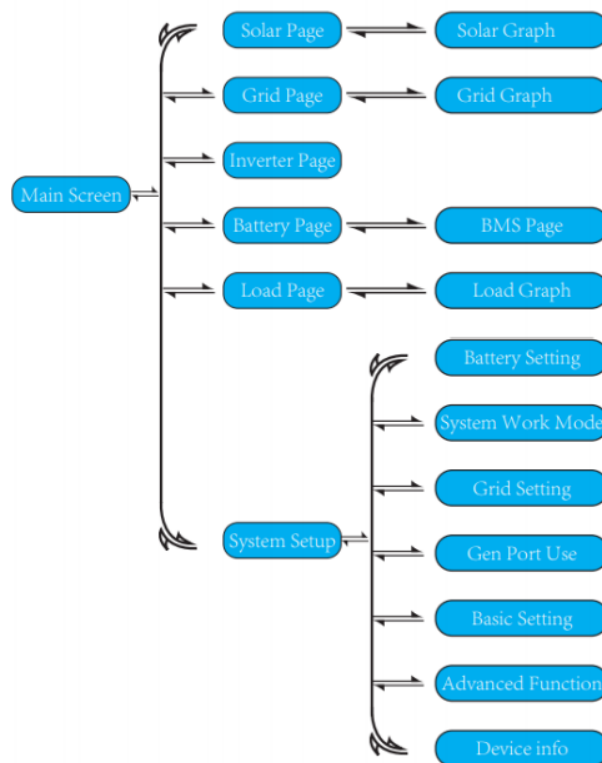 Solar Page
Solar Graph
Grid Page
Grid Graph
Inverter Page
Main Screen
Battery Page
BMS Page
Load Page
Load Graph
Battery Setting
System Work Mode
Grid Setting
System Setup
Gen Port Use
Basic Setting
Advanced Function
Device info